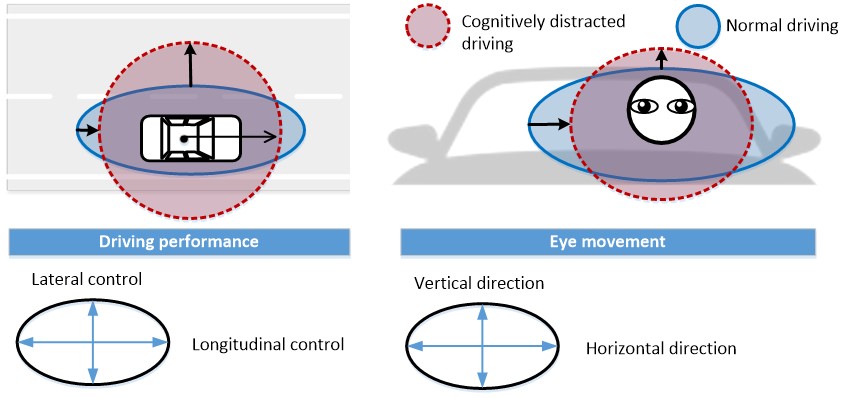 Cognitively distracted
driving
Normal driving
Driving performance
Eye movement
Lateral control
Longitudinal control
Vertical direction
Horizontal direction